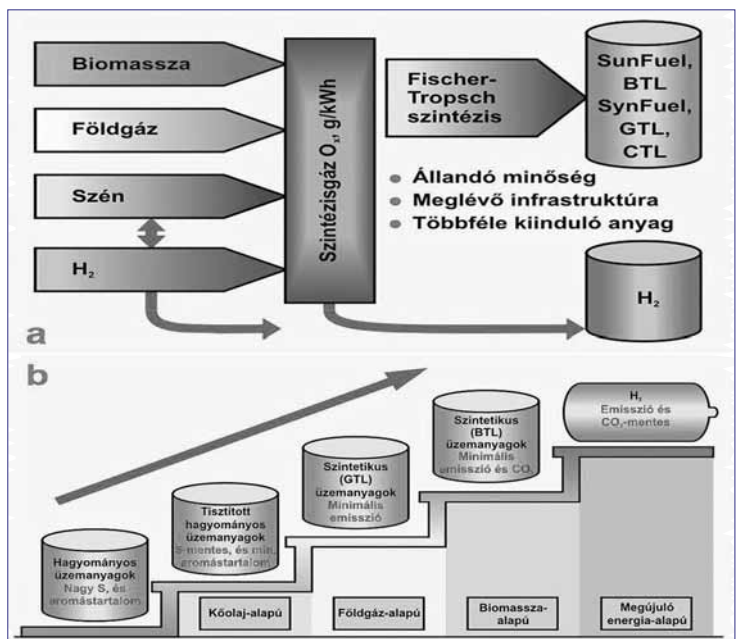 Biomassza
Földgáz
Szén
H₂
Szintézisgáz Oₓ, g/kWh
Fischer-
Tropsch
szintézis
SunFuel,
BTL
SynFuel,
GTL,
CTL
• Állandó minőség
• Meglévő infrastruktúra
• Többféle kiinduló anyag
H₂
a
b
Hagyományos
üzemanyagok
Nagy S, és
aromástartalom
Tisztított
hagyományos
üzemanyagok
S-mentes, és min.
aromástartalom
Szintetikus
(GTL)
üzemanyagok
Minimális
emisszió
Szintetikus
(BTL)
üzemanyagok
Minimális
emisszió és CO₂
H₂
Emisszió és
CO₂-mentes
Kőolaj-alapú
Földgáz-alapú
Biomassza-
alapú
Megújuló
energia-alapú